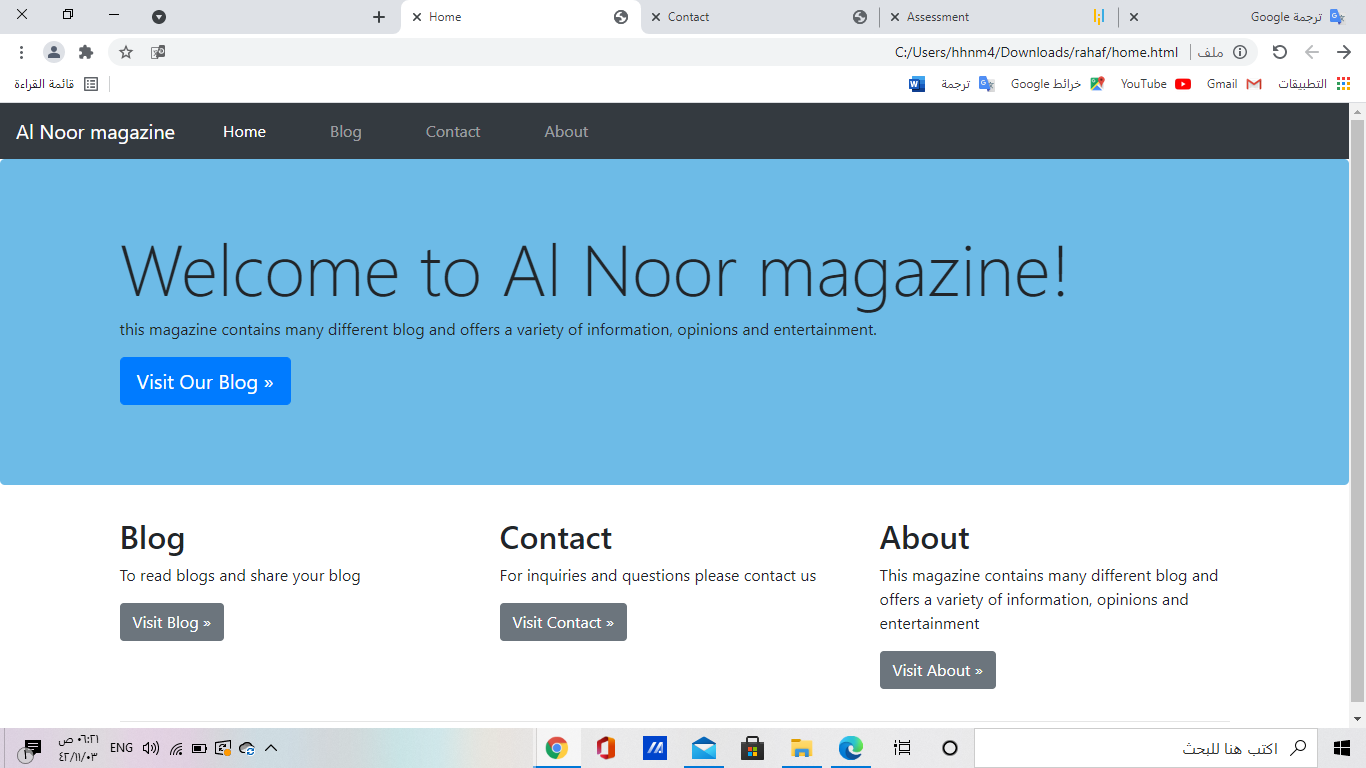 Home
Contact
Assessment
ترجمة Google
C:/Users/hhnm4/Downloads/rahaf/home.html
ملف
قائمة القراءة
ترجمة
خرائط Google
YouTube
Gmail
التطبيقات
Al Noor magazine
Home
Blog
Contact
About
Welcome to Al Noor magazine!
this magazine contains many different blog and offers a variety of information, opinions and entertainment.
Visit Our Blog »
Blog
To read blogs and share your blog
Visit Blog »
Contact
For inquiries and questions please contact us
Visit Contact »
About
This magazine contains many different blog and
offers a variety of information, opinions and
entertainment
Visit About »
٠٦:٢١ ص
٤٢/١١/٠٣
ENG
اكتب هنا للبحث